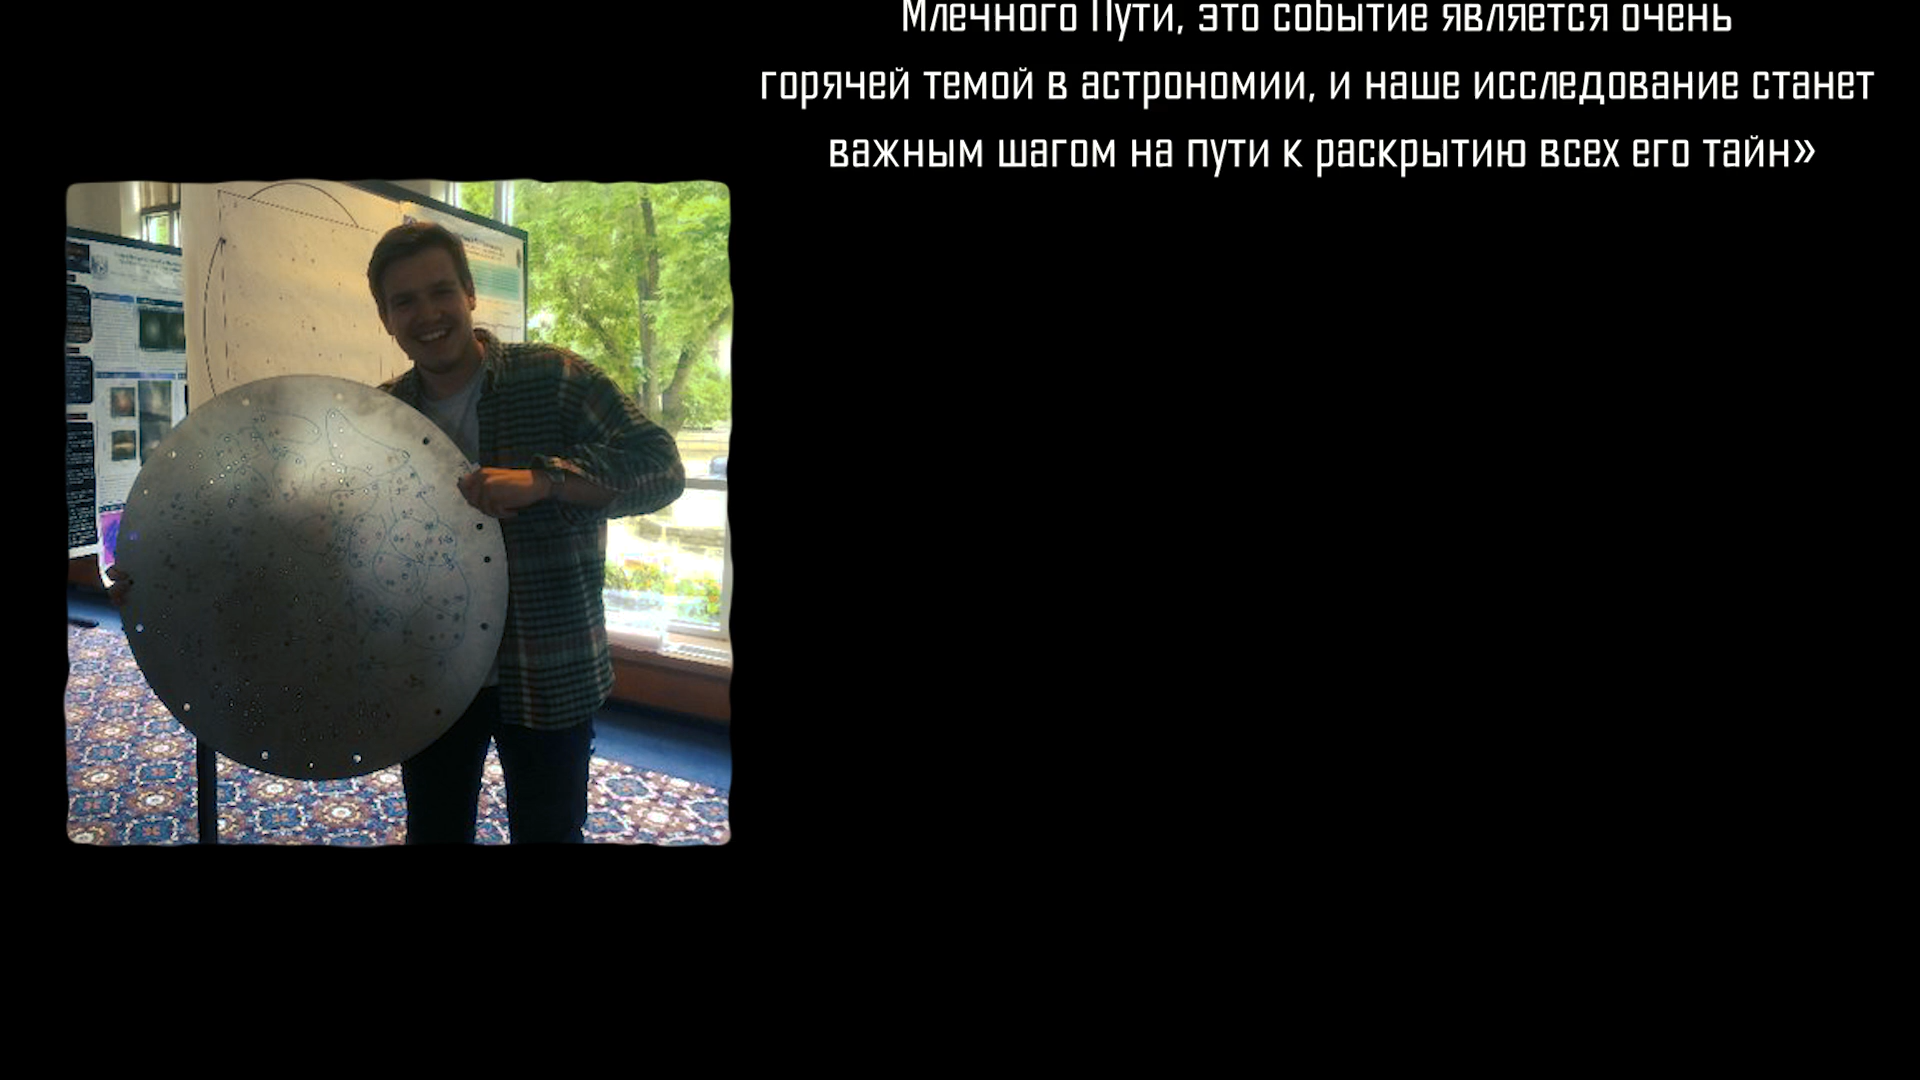 Млечного Пути, это событие является очень
горячей темой в астрономии, и наше исследование станет
важным шагом на пути к раскрытию всех его тайн»